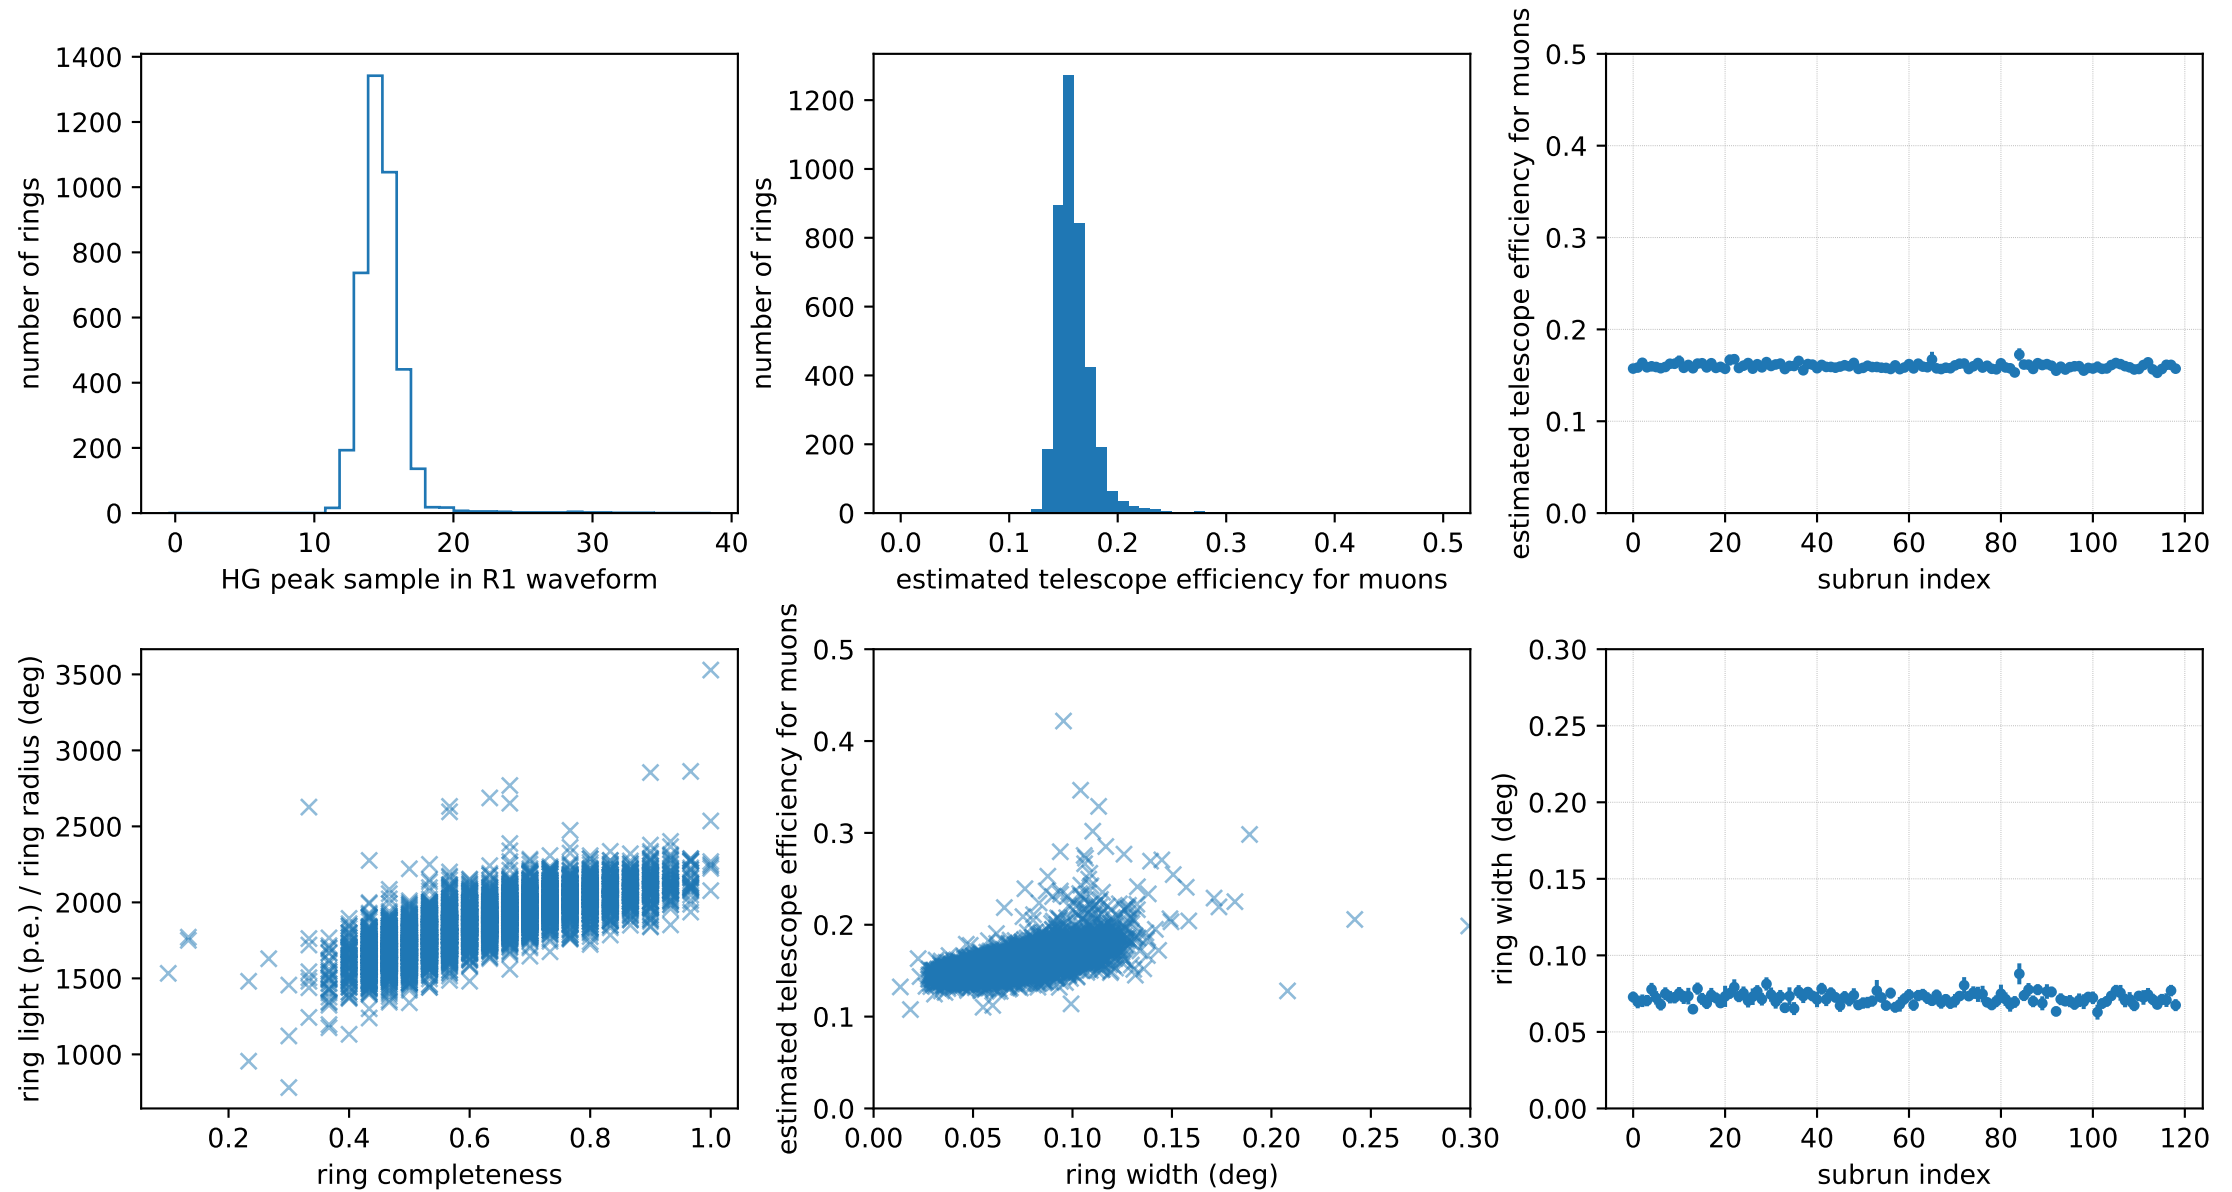 number of rings
1400
1200
1000
800
600
400
200
0
0 10 20 30 40
HG peak sample in R1 waveform
number of rings
1200
1000
800
600
400
200
0
0.0 0.1 0.2 0.3 0.4 0.5
estimated telescope efficiency for muons
estimated telescope efficiency for muons
0.5
0.4
0.3
0.2
0.1
0.0
0 20 40 60 80 100 120
subrun index
ring light (p.e.) / ring radius (deg)
3500
3000
2500
2000
1500
1000
0.2 0.4 0.6 0.8 1.0
ring completeness
estimated telescope efficiency for muons
0.5
0.4
0.3
0.2
0.1
0.0
0.00 0.05 0.10 0.15 0.20 0.25 0.30
ring width (deg)
ring width (deg)
0.30
0.25
0.20
0.15
0.10
0.05
0.00
0 20 40 60 80 100 120
subrun index